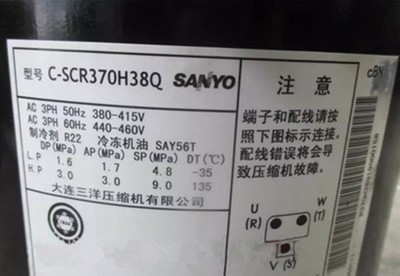 型号 C-SCR370H38Q SANYO
AC 3PH 50Hz 380-415V
AC 3PH 60Hz 440-460V
制冷剂 R22 冷冻机油 SAY56T
DP(MPa) AP(MPa) SP(MPa) DT(℃)
L.P 1.6 1.7 4.8 -35
H.P 3.0 3.0 9.0 135
大连三洋压缩机有限公司
注意
端子和配线请按
照下图标示连接。
配线错误将会导
致压缩机故障。
U
(R)
W
(T)
V (S)
cBN